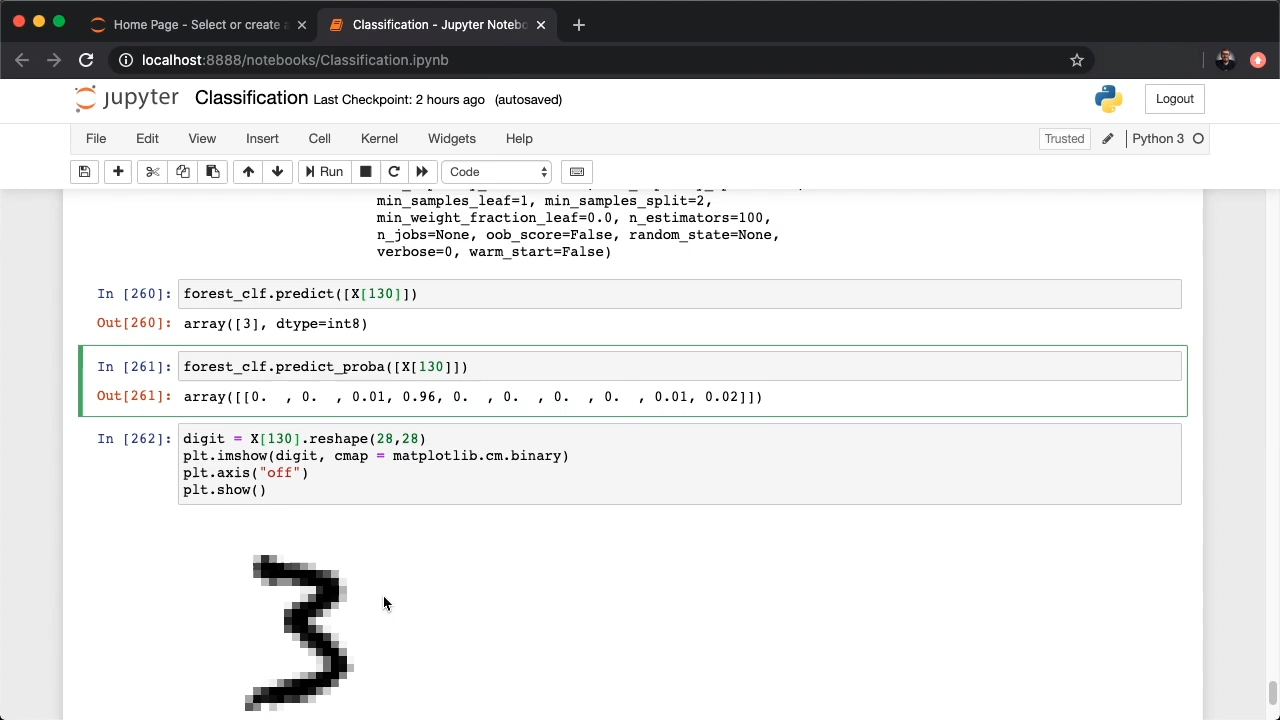 Home Page - Select or create a
Classification - Jupyter Notebo
localhost:8888/notebooks/Classification.ipynb
jupyter Classification Last Checkpoint: 2 hours ago (autosaved)
Logout
File Edit View Insert Cell Kernel Widgets Help
Trusted Python 3
Run Code
min_samples_leaf=1, min_samples_split=2,
min_weight_fraction_leaf=0.0, n_estimators=100,
n_jobs=None, oob_score=False, random_state=None,
verbose=0, warm_start=False)
In [260]: forest_clf.predict([X[130]])
Out[260]: array([3], dtype=int8)
In [261]: forest_clf.predict_proba([X[130]])
Out[261]: array([[0.  , 0.  , 0.01, 0.96, 0.  , 0.  , 0.  , 0.  , 0.01, 0.02]])
In [262]: digit = X[130].reshape(28,28)
plt.imshow(digit, cmap = matplotlib.cm.binary)
plt.axis("off")
plt.show()
3